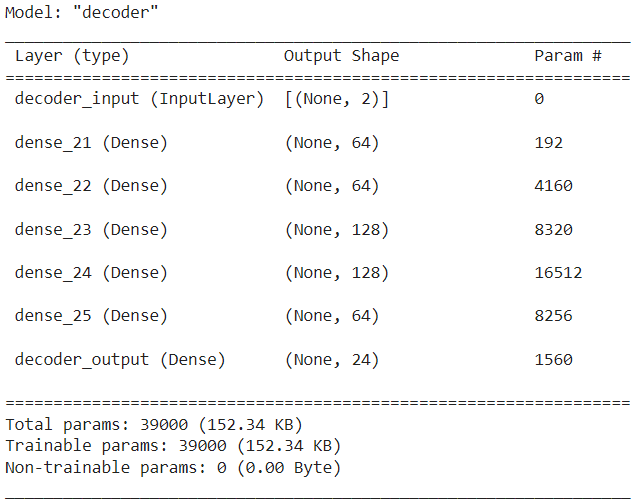 Model: "decoder"
_________________________________________________________________
Layer (type) Output Shape Param #
=================================================================
decoder_input (InputLayer) [(None, 2)] 0
dense_21 (Dense) (None, 64) 192
dense_22 (Dense) (None, 64) 4160
dense_23 (Dense) (None, 128) 8320
dense_24 (Dense) (None, 128) 16512
dense_25 (Dense) (None, 64) 8256
decoder_output (Dense) (None, 24) 1560
=================================================================
Total params: 39000 (152.34 KB)
Trainable params: 39000 (152.34 KB)
Non-trainable params: 0 (0.00 Byte)
_________________________________________________________________